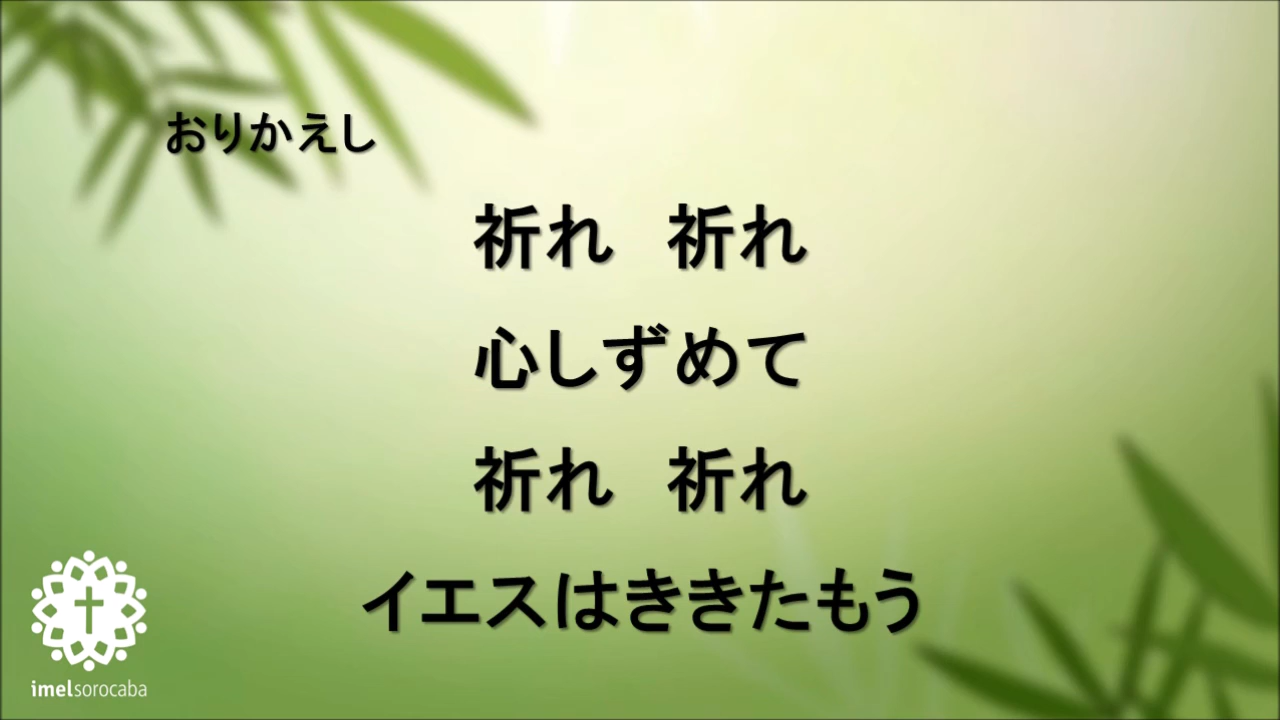 おりかえし
祈れ　祈れ
心しずめて
祈れ　祈れ
イエスはききたもう
imelsorocaba